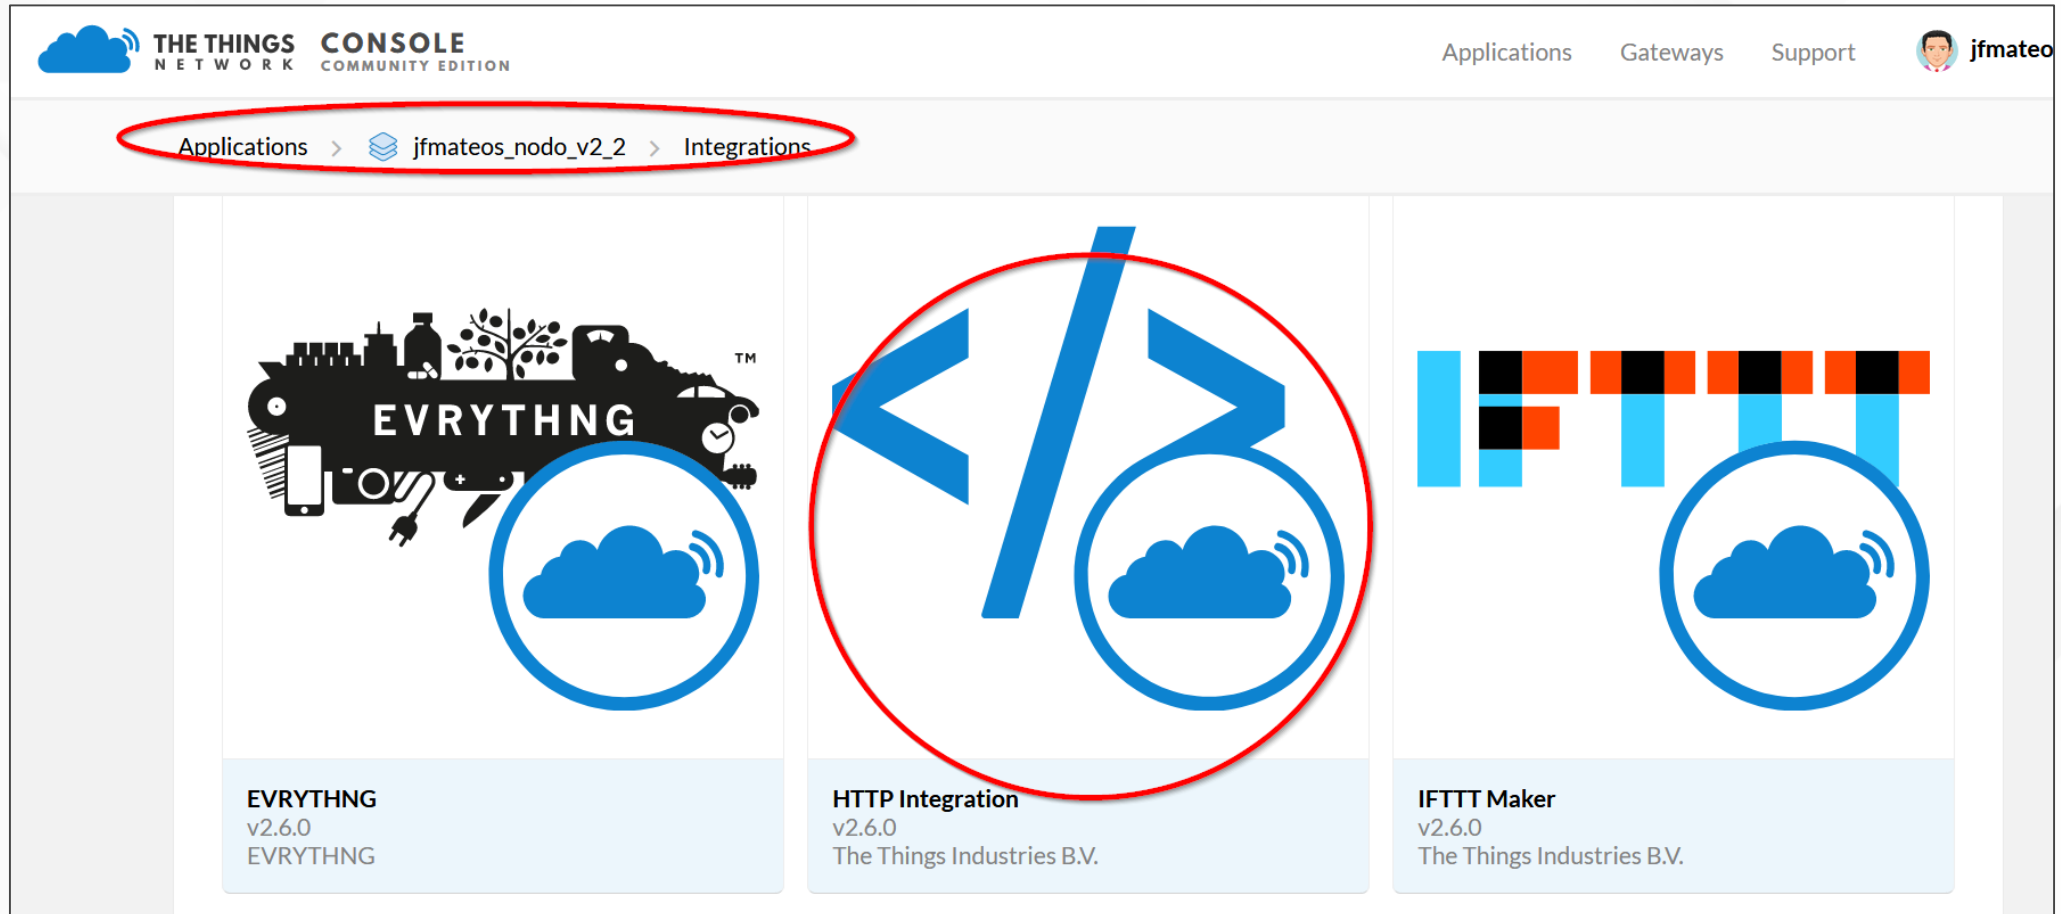 THE THINGS CONSOLE
NETWORK COMMUNITY EDITION
Applications Gateways Support jfmateo
Applications > jfmateos_nodo_v2_2 > Integrations
EVRYTHNG TM
IFTTT
EVRYTHNG
v2.6.0
EVRYTHNG
HTTP Integration
v2.6.0
The Things Industries B.V.
IFTTT Maker
v2.6.0
The Things Industries B.V.